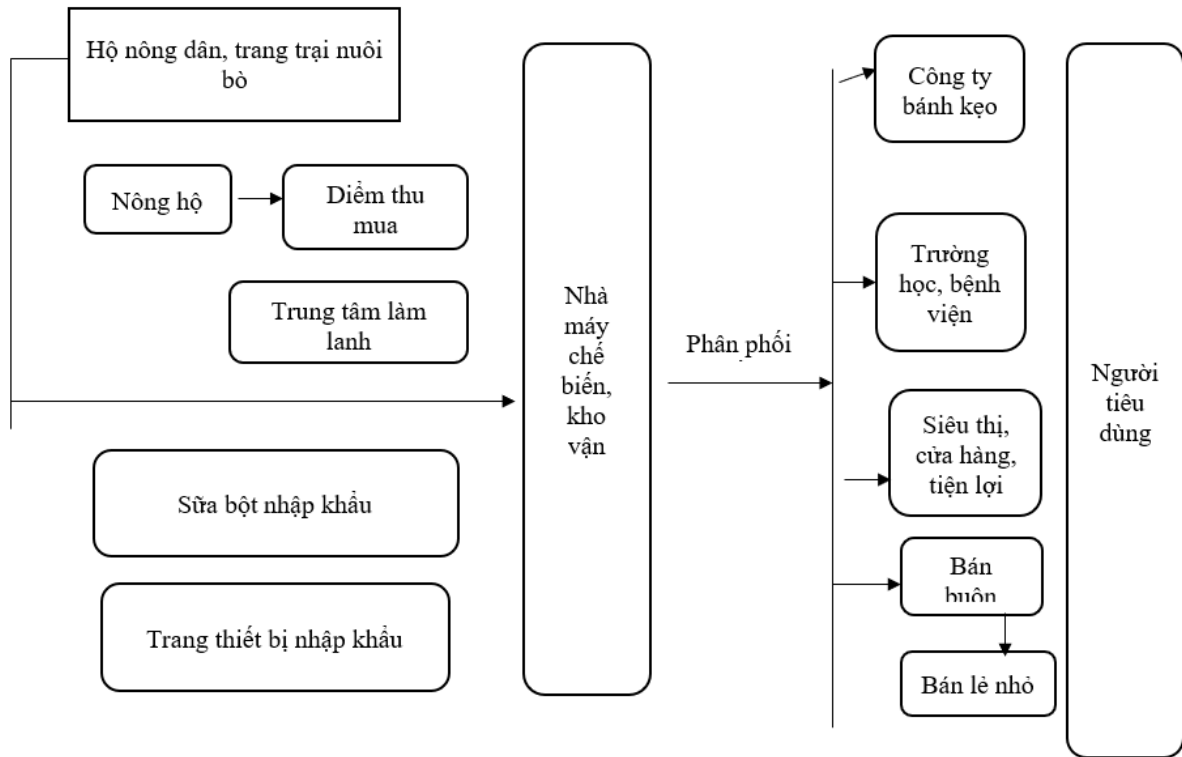 Hộ nông dân, trang trại nuôi
bò
Nông hộ
Diểm thu
mua
Trung tâm làm
lanh
Sữa bột nhập khẩu
Trang thiết bị nhập khẩu
Nhà
máy
chế
biến,
kho
vận
Phân phối
Công ty
bánh kẹo
Trường
học, bệnh
viện
Siêu thị,
cửa hàng,
tiện lợi
Bán
buôn
Bán lẻ nhỏ
Người
tiêu
dùng